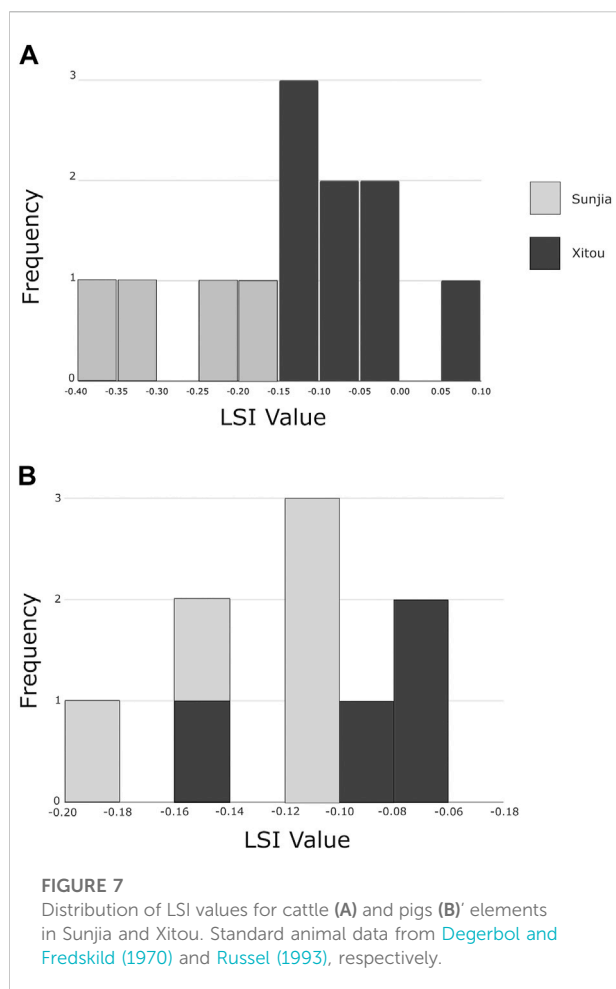 A
3
2
1
0
Frequency
-0.40 -0.35 -0.30 -0.25 -0.20 -0.15 -0.10 -0.05 0.00 0.05 0.10
LSI Value
Sunjia
Xitou
B
3
2
1
0
Frequency
-0.20 -0.18 -0.16 -0.14 -0.12 -0.10 -0.08 -0.06 -0.18
LSI Value
FIGURE 7
Distribution of LSI values for cattle (A) and pigs (B)’ elements
in Sunjia and Xitou. Standard animal data from Degerbol and
Fredskild (1970) and Russel (1993), respectively.